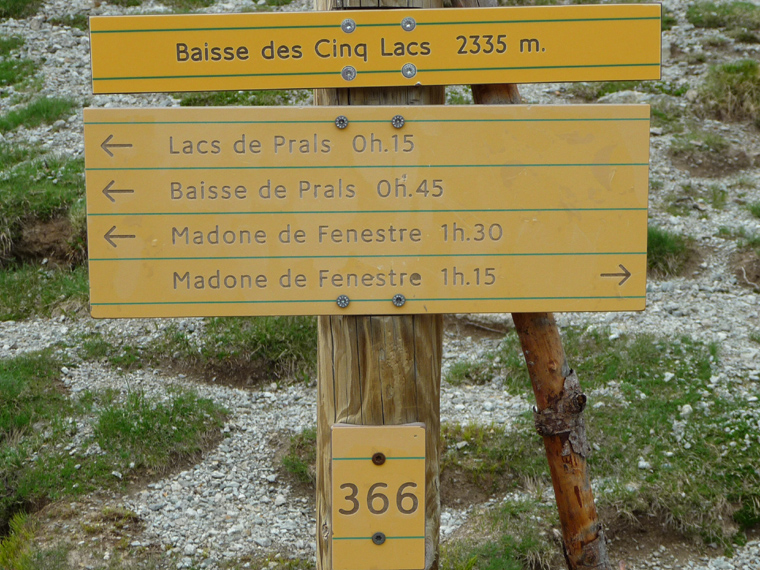 Baisse des Cinq Lacs 2335 m.
← Lacs de Prals 0h.15
← Baisse de Prals 0h.45
← Madone de Fenestre 1h.30
Madone de Fenestre 1h.15 →
366